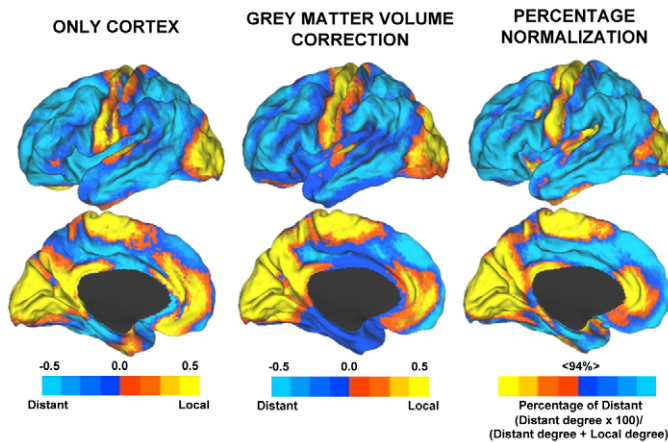 ONLY CORTEX
GREY MATTER VOLUME
CORRECTION
PERCENTAGE
NORMALIZATION
-0.5 0.0 0.5
Distant Local
-0.5 0.0 0.5
Distant Local
<94%>
Percentage of Distant
(Distant degree x 100)/
(Distant degree + Local degree)